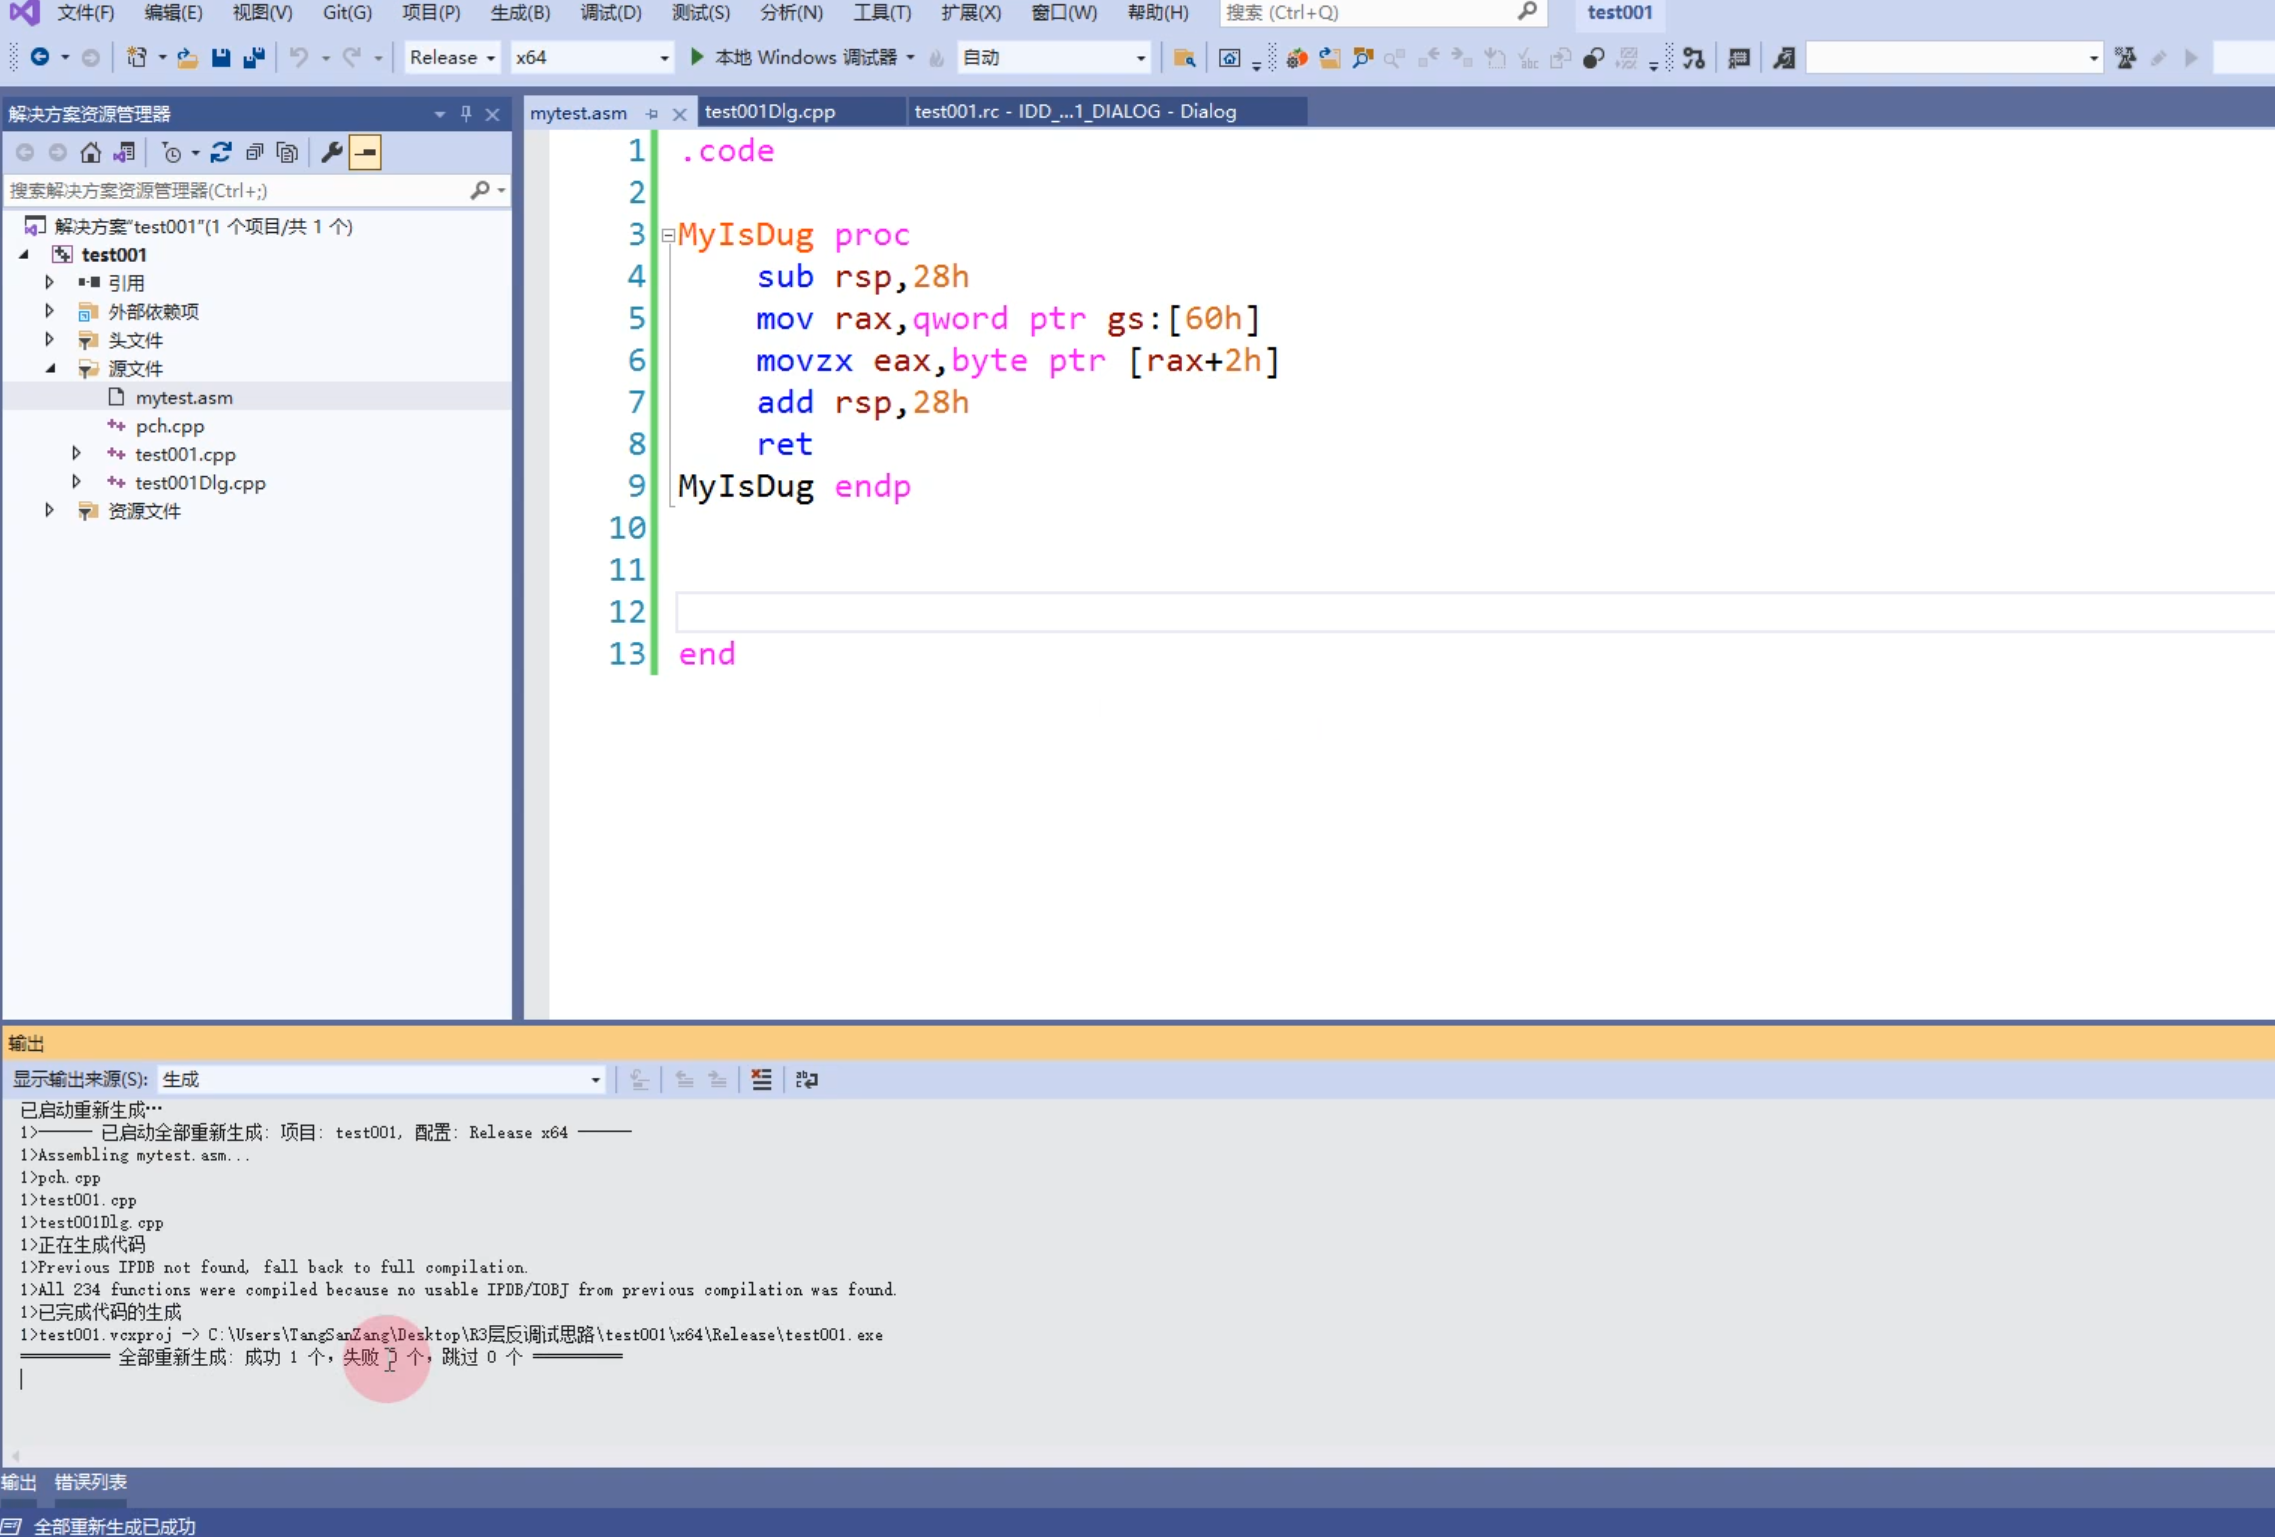 文件(F) 编辑(E) 视图(V) Git(G) 项目(P) 生成(B) 调试(D) 测试(S) 分析(N) 工具(T) 扩展(X) 窗口(W) 帮助(H) 搜索 (Ctrl+Q) test001
Release x64 本地 Windows 调试器 自动
解决方案资源管理器
搜索解决方案资源管理器(Ctrl+;)
解决方案"test001"(1 个项目/共 1 个)
test001
引用
外部依赖项
头文件
源文件
mytest.asm
pch.cpp
test001.cpp
test001Dlg.cpp
资源文件
mytest.asm test001Dlg.cpp test001.rc - IDD_...1_DIALOG - Dialog
1 .code
2
3 MyIsDug proc
4 sub rsp,28h
5 mov rax,qword ptr gs:[60h]
6 movzx eax,byte ptr [rax+2h]
7 add rsp,28h
8 ret
9 MyIsDug endp
10
11
12
13 end
输出
显示输出来源(S): 生成
已启动重新生成…
1>------ 已启动全部重新生成: 项目: test001, 配置: Release x64 ------
1>Assembling mytest.asm...
1>pch.cpp
1>test001.cpp
1>test001Dlg.cpp
1>正在生成代码
1>Previous IPDB not found, fall back to full compilation.
1>All 234 functions were compiled because no usable IPDB/IOBJ from previous compilation was found.
1>已完成代码的生成
1>test001.vcxproj -> C:\Users\TangSanZang\Desktop\R3层反调试思路\test001\x64\Release\test001.exe
========== 全部重新生成: 成功 1 个，失败 0 个，跳过 0 个 ==========
输出 错误列表
全部重新生成已成功